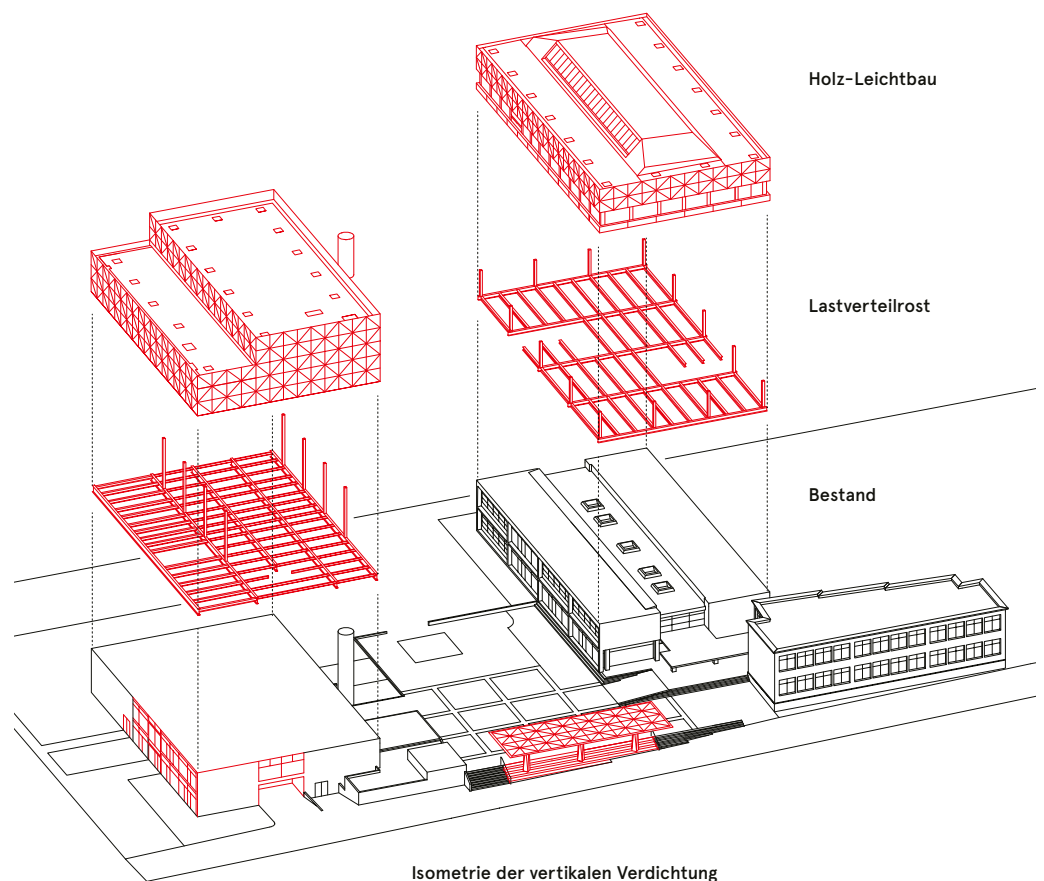 Holz-Leichtbau
Lastverteilrost
Bestand
Isometrie der vertikalen Verdichtung